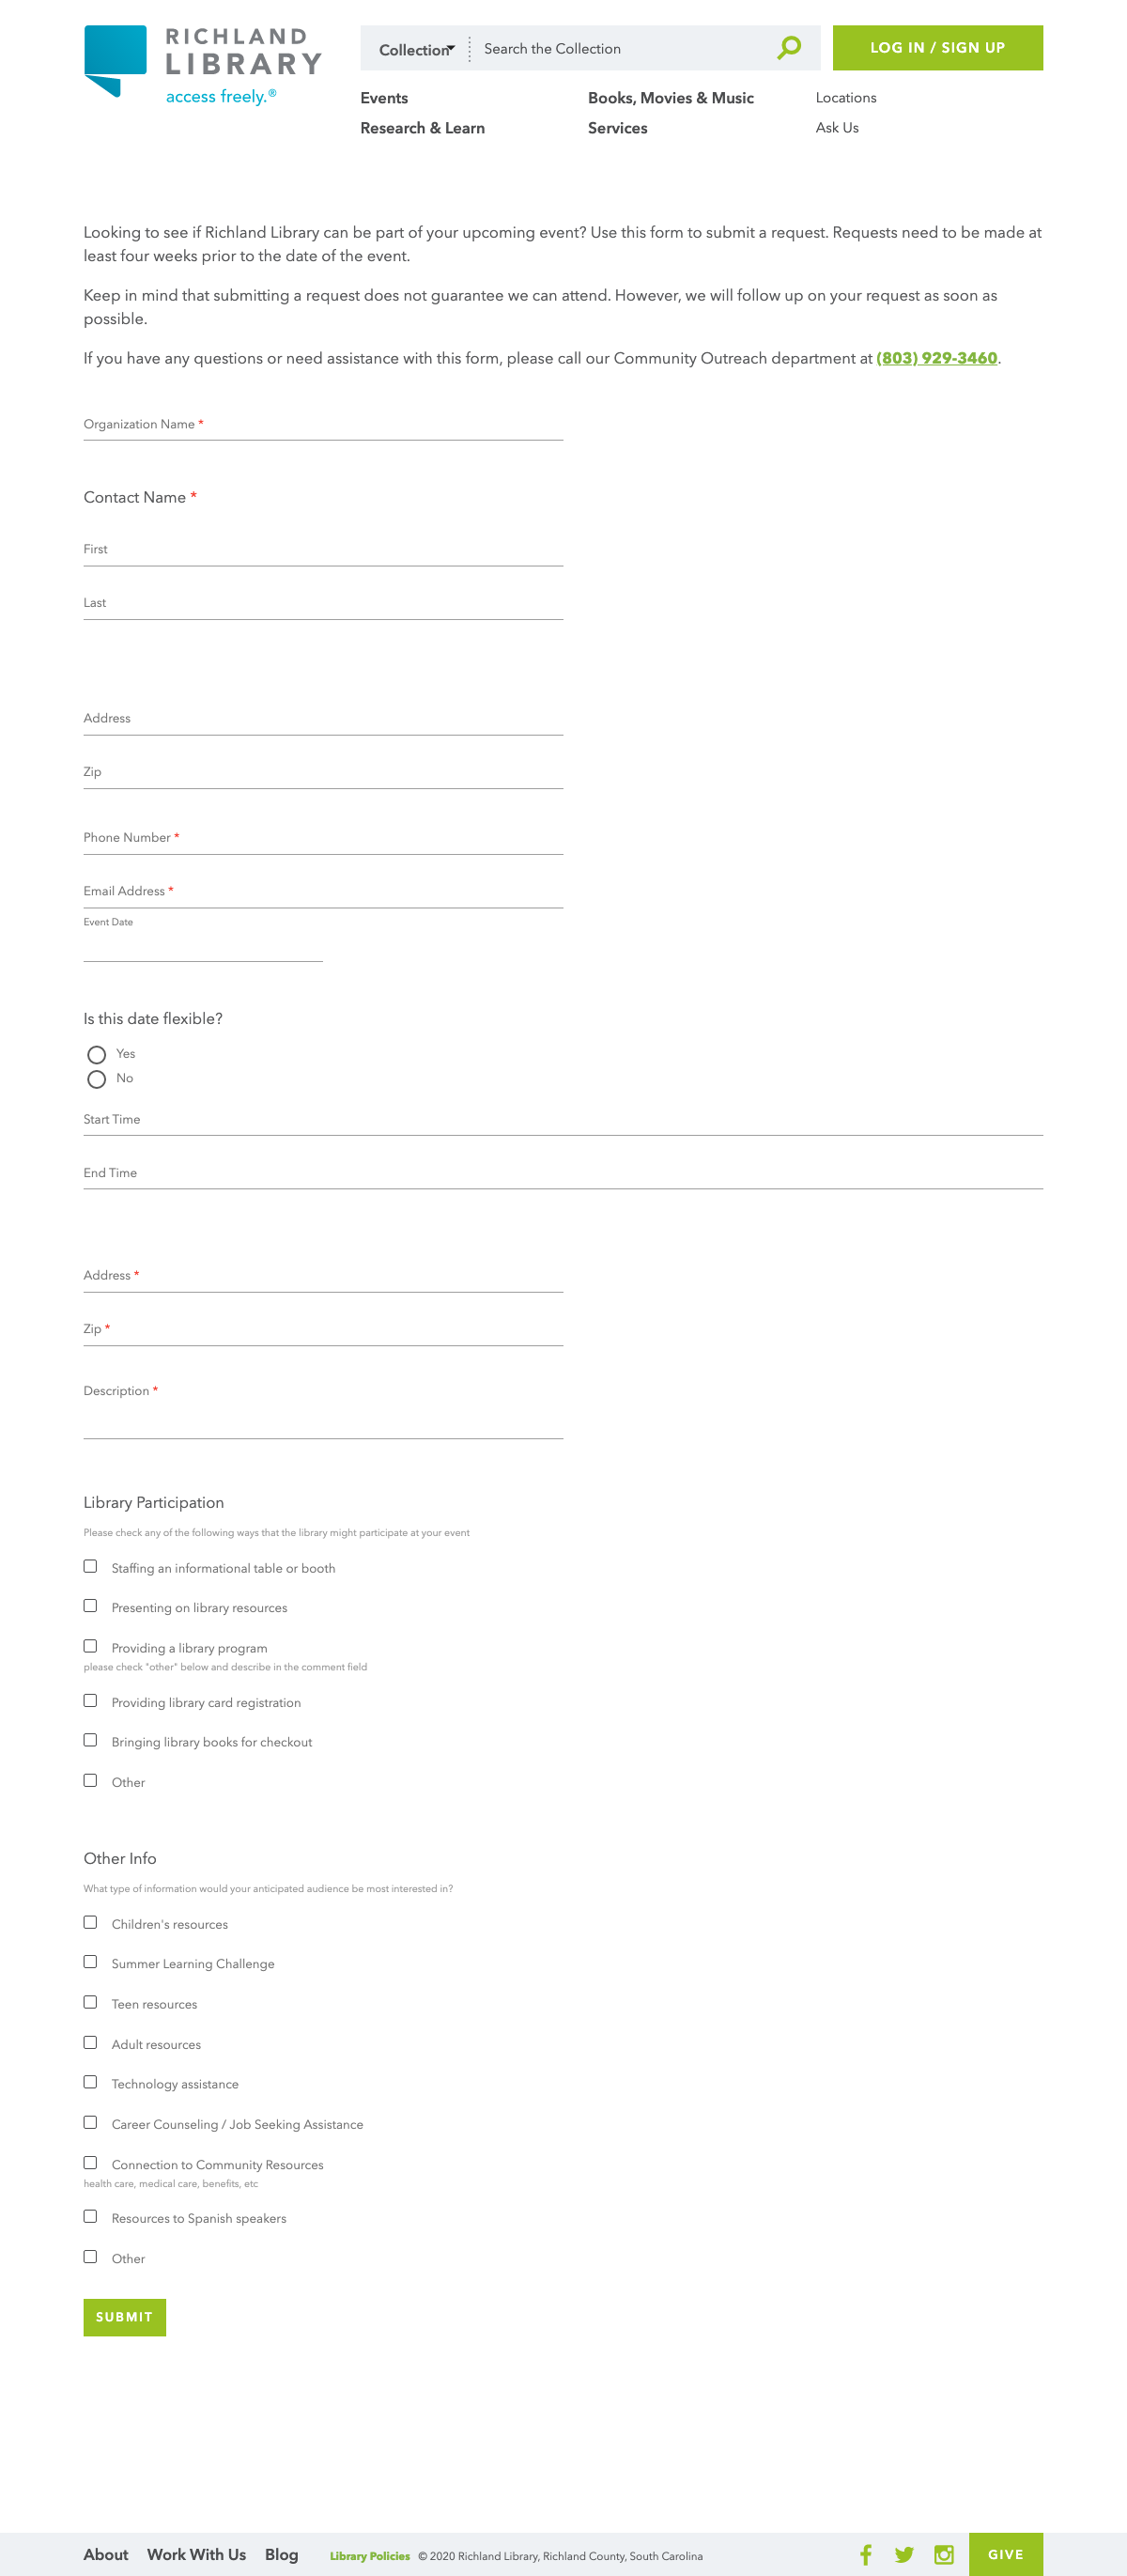 RICHLAND
LIBRARY
access freely.®
Collection
Search the Collection
LOG IN / SIGN UP
Events
Books, Movies & Music
Locations
Research & Learn
Services
Ask Us
Looking to see if Richland Library can be part of your upcoming event? Use this form to submit a request. Requests need to be made at
least four weeks prior to the date of the event.
Keep in mind that submitting a request does not guarantee we can attend. However, we will follow up on your request as soon as
possible.
If you have any questions or need assistance with this form, please call our Community Outreach department at (803) 929-3460.
Organization Name *
Contact Name *
First
Last
Address
Zip
Phone Number *
Email Address *
Event Date
Is this date flexible?
Yes
No
Start Time
End Time
Address *
Zip *
Description *
Library Participation
Please check any of the following ways that the library might participate at your event
Staffing an informational table or booth
Presenting on library resources
Providing a library program
please check "other" below and describe in the comment field
Providing library card registration
Bringing library books for checkout
Other
Other Info
What type of information would your anticipated audience be most interested in?
Children's resources
Summer Learning Challenge
Teen resources
Adult resources
Technology assistance
Career Counseling / Job Seeking Assistance
Connection to Community Resources
health care, medical care, benefits, etc
Resources to Spanish speakers
Other
SUBMIT
About
Work With Us
Blog
Library Policies
© 2020 Richland Library, Richland County, South Carolina
GIVE